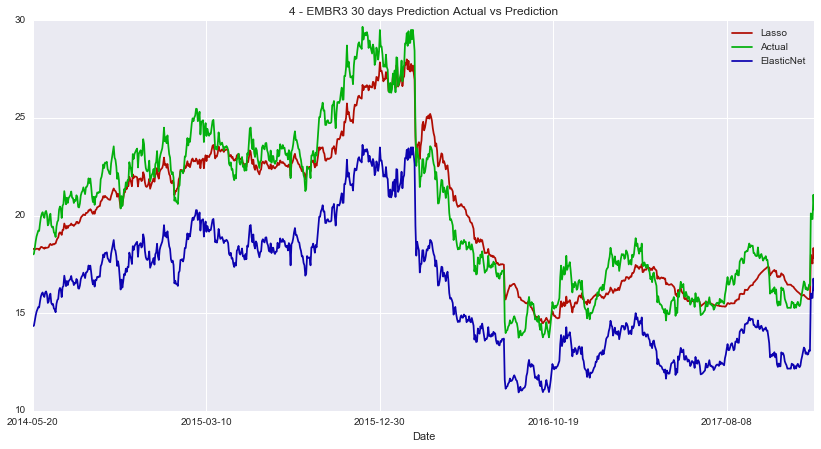 4 - EMBR3 30 days Prediction Actual vs Prediction
30
25
20
15
10
Lasso
Actual
ElasticNet
2014-05-20 2015-03-10 2015-12-30 2016-10-19 2017-08-08
Date